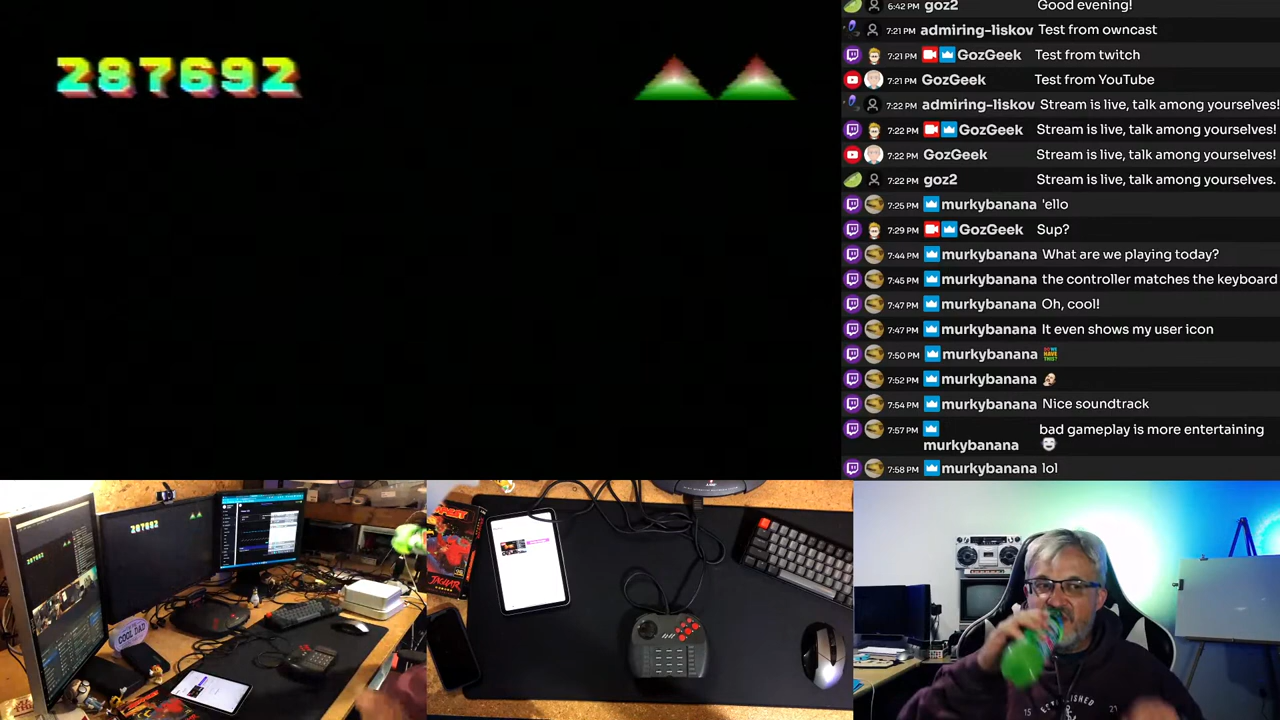 287692
6:42 PM goz2 Good evening!
7:21 PM admiring-liskov Test from owncast
7:21 PM GozGeek Test from twitch
7:21 PM GozGeek Test from YouTube
7:22 PM admiring-liskov Stream is live, talk among yourselves!
7:22 PM GozGeek Stream is live, talk among yourselves!
7:22 PM GozGeek Stream is live, talk among yourselves!
7:22 PM goz2 Stream is live, talk among yourselves.
7:25 PM murkybanana 'ello
7:29 PM GozGeek Sup?
7:44 PM murkybanana What are we playing today?
7:45 PM murkybanana the controller matches the keyboard
7:47 PM murkybanana Oh, cool!
7:47 PM murkybanana It even shows my user icon
7:50 PM murkybanana
7:52 PM murkybanana
7:54 PM murkybanana Nice soundtrack
7:57 PM murkybanana bad gameplay is more entertaining
7:58 PM murkybanana lol
287692
COOL DAD
JAGUAR
ESTABLISHED
15 21